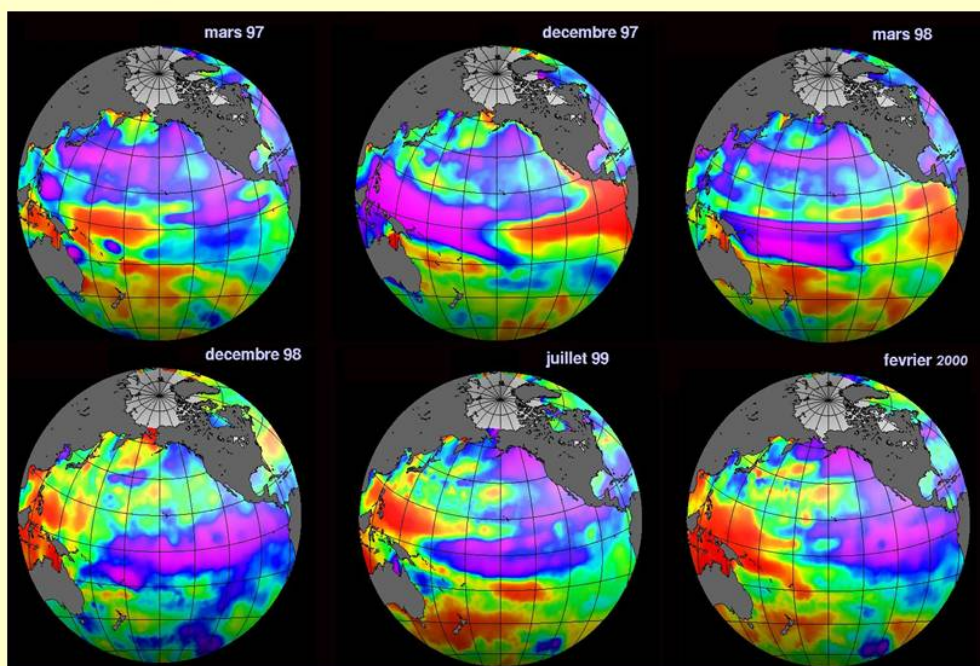 mars 97
decembre 97
mars 98
decembre 98
juillet 99
fevrier 2000